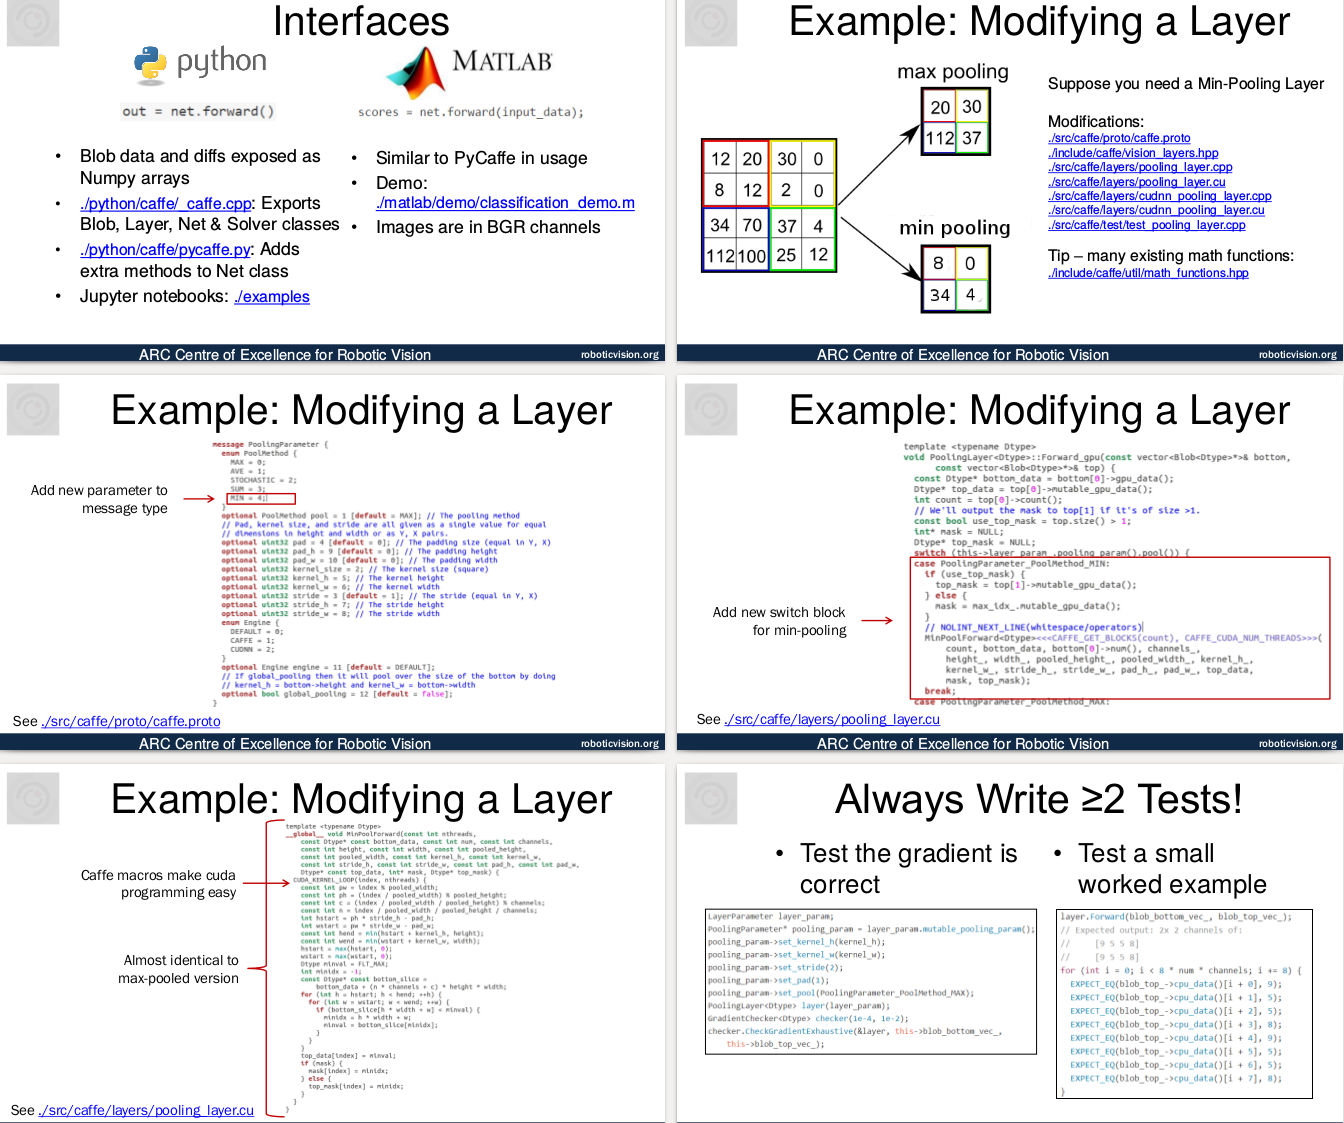 Interfaces
python
MATLAB
out = net.forward()
scores = net.forward(input_data);
• Blob data and diffs exposed as
Numpy arrays
• ./python/caffe/_caffe.cpp: Exports
Blob, Layer, Net & Solver classes
• ./python/caffe/pycaffe.py: Adds
extra methods to Net class
• Jupyter notebooks: ./examples
• Similar to PyCaffe in usage
• Demo:
./matlab/demo/classification_demo.m
• Images are in BGR channels
ARC Centre of Excellence for Robotic Vision
roboticvision.org
Example: Modifying a Layer
max pooling
20 30
112 37
12 20 30 0
8 12 2 0
34 70 37 4
112 100 25 12
min pooling
8 0
34 4
Suppose you need a Min-Pooling Layer
Modifications:
./src/caffe/proto/caffe.proto
./include/caffe/vision_layers.hpp
./src/caffe/layers/pooling_layer.cpp
./src/caffe/layers/pooling_layer.cu
./src/caffe/layers/cudnn_pooling_layer.cpp
./src/caffe/layers/cudnn_pooling_layer.cu
./src/caffe/test/test_pooling_layer.cpp
Tip – many existing math functions:
./include/caffe/util/math_functions.hpp
ARC Centre of Excellence for Robotic Vision
roboticvision.org
Example: Modifying a Layer
Add new parameter to
message type
message PoolingParameter {
enum PoolMethod {
MAX = 0;
AVE = 1;
STOCHASTIC = 2;
SUM = 3;
MIN = 4;
}
optional PoolMethod pool = 1 [default = MAX]; // The pooling method
// Pad, kernel size, and stride are all given as a single value for equal
// dimensions in height and width or as Y, X pairs.
optional uint32 pad = 4 [default = 0]; // The padding size (equal in Y, X)
optional uint32 pad_h = 9 [default = 0]; // The padding height
optional uint32 pad_w = 10 [default = 0]; // The padding width
optional uint32 kernel_size = 2; // The kernel size (square)
optional uint32 kernel_h = 5; // The kernel height
optional uint32 kernel_w = 6; // The kernel width
optional uint32 stride = 3 [default = 1]; // The stride (equal in Y, X)
optional uint32 stride_h = 7; // The stride height
optional uint32 stride_w = 8; // The stride width
enum Engine {
DEFAULT = 0;
CAFFE = 1;
CUDNN = 2;
}
optional Engine engine = 11 [default = DEFAULT];
// If global_pooling then it will pool over the size of the bottom by doing
// kernel_h = bottom->height and kernel_w = bottom->width
optional bool global_pooling = 12 [default = false];
}
See ./src/caffe/proto/caffe.proto
ARC Centre of Excellence for Robotic Vision
roboticvision.org
Example: Modifying a Layer
Add new switch block
for min-pooling
template <typename Dtype>
void PoolingLayer<Dtype>::Forward_gpu(const vector<Blob<Dtype>*>& bottom,
const vector<Blob<Dtype>*>& top) {
const Dtype* bottom_data = bottom[0]->gpu_data();
Dtype* top_data = top[0]->mutable_gpu_data();
int count = top[0]->count();
// We'll output the mask to top[1] if it's of size >1.
const bool use_top_mask = top.size() > 1;
int* mask = NULL;
Dtype* top_mask = NULL;
switch (this->layer_param_.pooling_param().pool()) {
case PoolingParameter_PoolMethod_MIN:
if (use_top_mask) {
top_mask = top[1]->mutable_gpu_data();
} else {
mask = max_idx_.mutable_gpu_data();
}
// NOLINT_NEXT_LINE(whitespace/operators)
MinPoolForward<Dtype><<<CAFFE_GET_BLOCKS(count), CAFFE_CUDA_NUM_THREADS>>>(
count, bottom_data, bottom[0]->num(), channels_,
height_, width_, pooled_height_, pooled_width_, kernel_h_,
kernel_w_, stride_h_, stride_w_, pad_h_, pad_w_, top_data,
mask, top_mask);
break;
case PoolingParameter_PoolMethod_MAX:
See ./src/caffe/layers/pooling_layer.cu
ARC Centre of Excellence for Robotic Vision
roboticvision.org
Example: Modifying a Layer
Caffe macros make cuda
programming easy
Almost identical to
max-pooled version
template <typename Dtype>
__global__ void MinPoolForward(const int nthreads,
const Dtype* const bottom_data, const int num, const int channels,
const int height, const int width, const int pooled_height,
const int pooled_width, const int kernel_h, const int kernel_w,
const int stride_h, const int stride_w, const int pad_h, const int pad_w,
Dtype* const top_data, int* mask, Dtype* top_mask) {
CUDA_KERNEL_LOOP(index, nthreads) {
const int pw = index % pooled_width;
const int ph = (index / pooled_width) % pooled_height;
const int c = (index / pooled_width / pooled_height) % channels;
const int n = index / pooled_width / pooled_height / channels;
int hstart = ph * stride_h - pad_h;
int wstart = pw * stride_w - pad_w;
const int hend = min(hstart + kernel_h, height);
const int wend = min(wstart + kernel_w, width);
hstart = max(hstart, 0);
wstart = max(wstart, 0);
Dtype minval = FLT_MAX;
int minidx = -1;
const Dtype* const bottom_slice =
bottom_data + (n * channels + c) * height * width;
for (int h = hstart; h < hend; ++h) {
for (int w = wstart; w < wend; ++w) {
if (bottom_slice[h * width + w] < minval) {
minidx = h * width + w;
minval = bottom_slice[minidx];
}
}
}
top_data[index] = minval;
if (mask) {
mask[index] = minidx;
} else {
top_mask[index] = minidx;
}
}
}
See ./src/caffe/layers/pooling_layer.cu
Always Write ≥2 Tests!
• Test the gradient is
correct
LayerParameter layer_param;
PoolingParameter* pooling_param = layer_param.mutable_pooling_param();
pooling_param->set_kernel_h(kernel_h);
pooling_param->set_kernel_w(kernel_w);
pooling_param->set_stride(2);
pooling_param->set_pad(1);
pooling_param->set_pool(PoolingParameter_PoolMethod_MAX);
PoolingLayer<Dtype> layer(layer_param);
GradientChecker<Dtype> checker(1e-4, 1e-2);
checker.CheckGradientExhaustive(&layer, this->blob_bottom_vec_,
this->blob_top_vec_);
• Test a small
worked example
layer.Forward(blob_bottom_vec_, blob_top_vec_);
// Expected output: 2x 2 channels of:
// [9 5 5 8]
// [9 5 5 8]
for (int i = 0; i < 8 * num * channels; i += 8) {
EXPECT_EQ(blob_top_->cpu_data()[i + 0], 9);
EXPECT_EQ(blob_top_->cpu_data()[i + 1], 5);
EXPECT_EQ(blob_top_->cpu_data()[i + 2], 5);
EXPECT_EQ(blob_top_->cpu_data()[i + 3], 8);
EXPECT_EQ(blob_top_->cpu_data()[i + 4], 9);
EXPECT_EQ(blob_top_->cpu_data()[i + 5], 5);
EXPECT_EQ(blob_top_->cpu_data()[i + 6], 5);
EXPECT_EQ(blob_top_->cpu_data()[i + 7], 8);
}